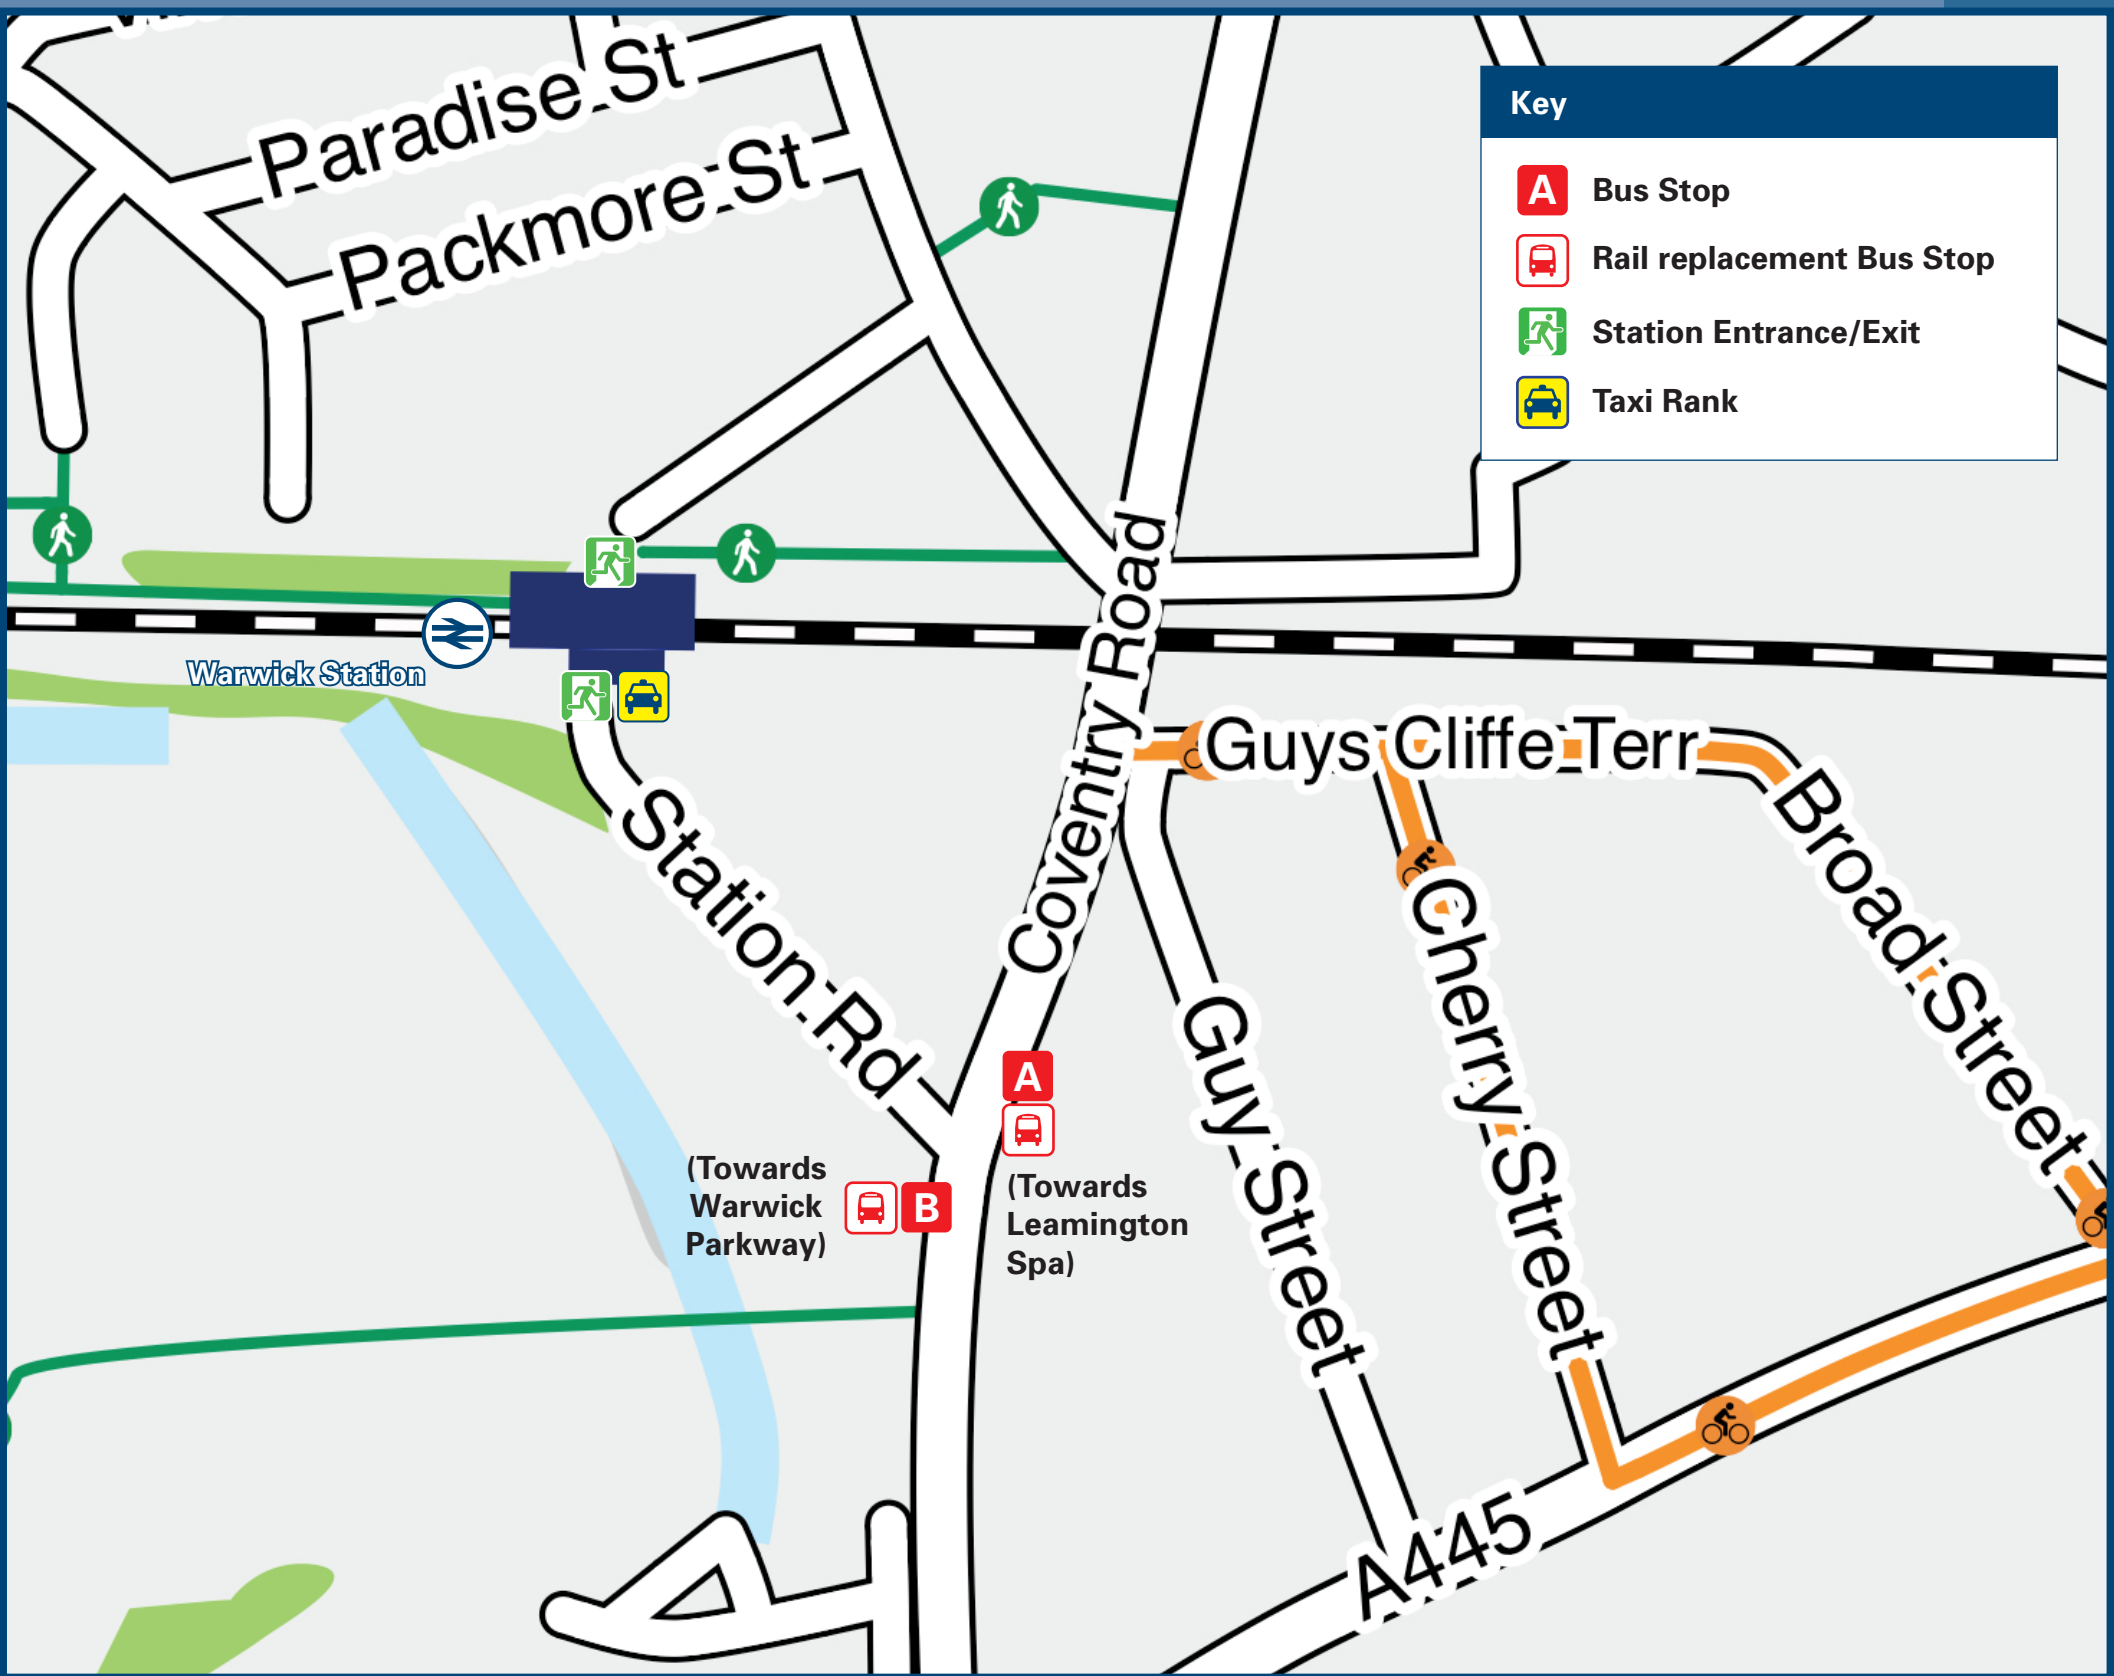 Paradise St
Packmore St
Key
A Bus Stop
Rail replacement Bus Stop
Station Entrance/Exit
Taxi Rank
Warwick Station
Coventry Road
Guys Cliffe Terr
Broad Street
Station Rd
Cherry Street
Guy Street
A
(Towards
Leamington
Spa)
(Towards
Warwick
Parkway)
B
A445